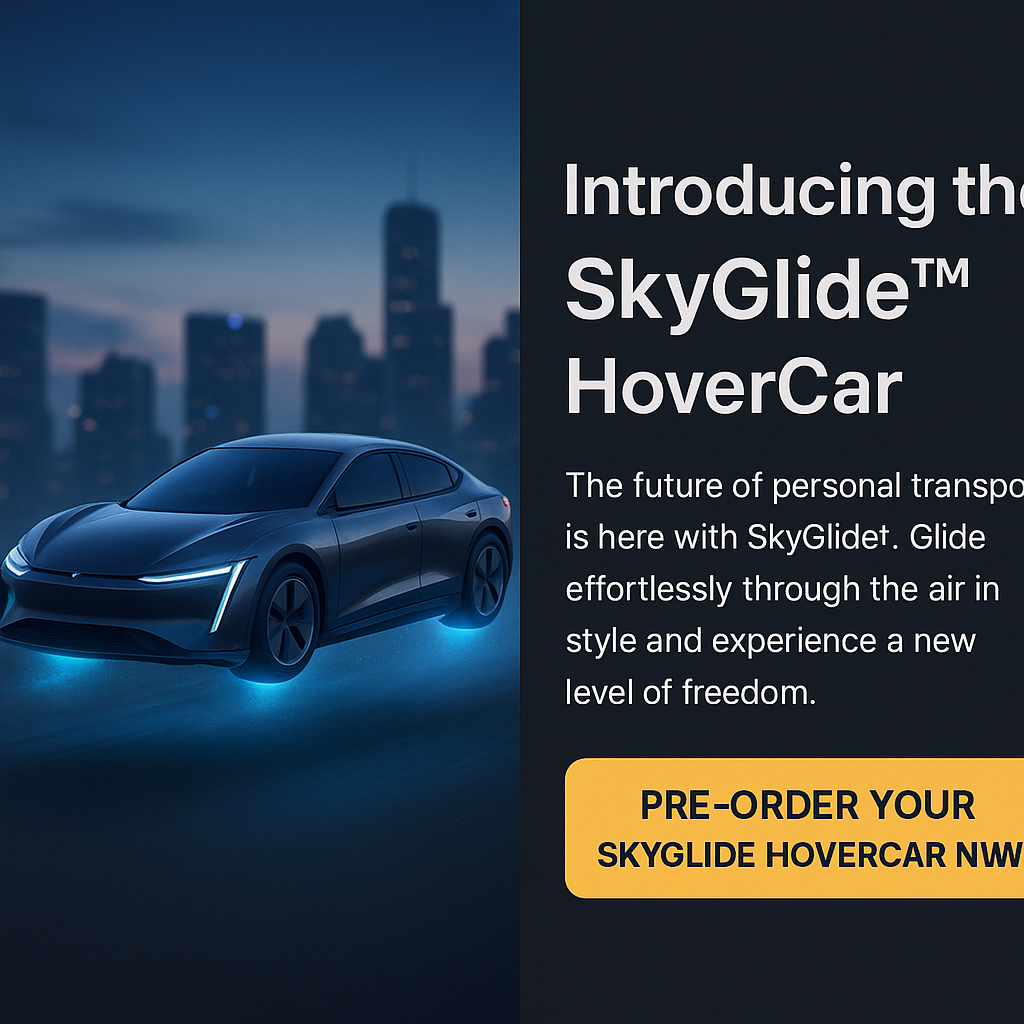 Introducing the
SkyGlide™
HoverCar
The future of personal transpo
is here with SkyGlide†. Glide
effortlessly through the air in
style and experience a new
level of freedom.
PRE-ORDER YOUR
SKYGLIDE HOVERCAR NWW